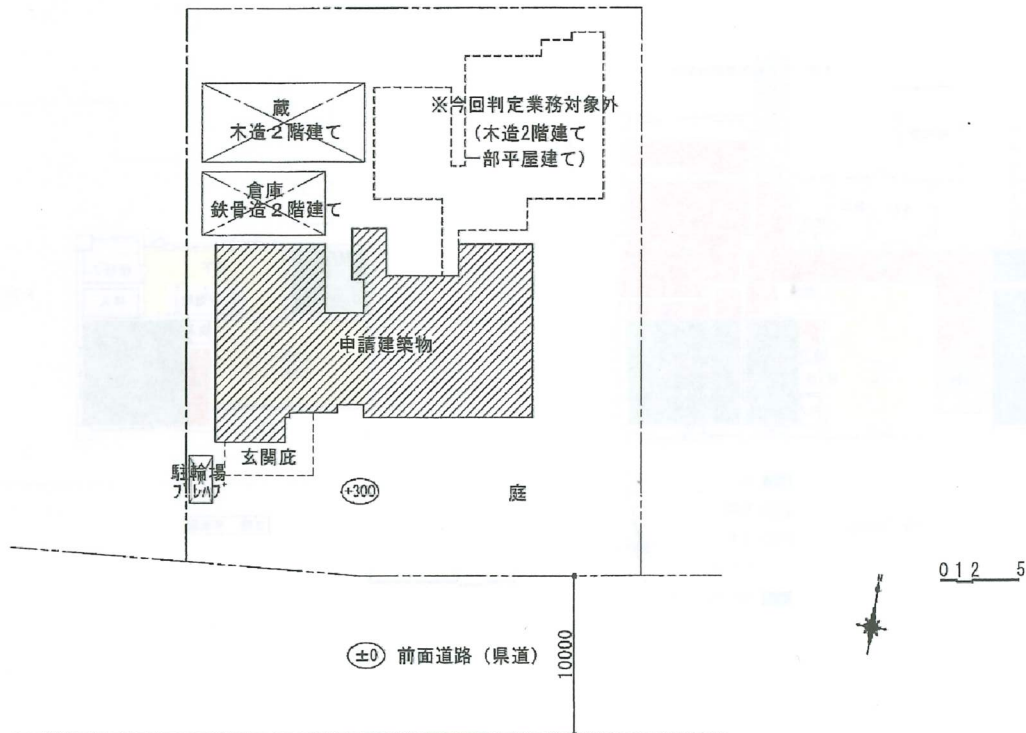 蔵
木造２階建て
※今回判定業務対象外
(木造2階建て
一部平屋建て)
倉庫
鉄骨造２階建て
申請建築物
玄関庇
駐輪場
プレハブ
+300
庭
N
0 1 2 5
±0 前面道路 (県道)
10000